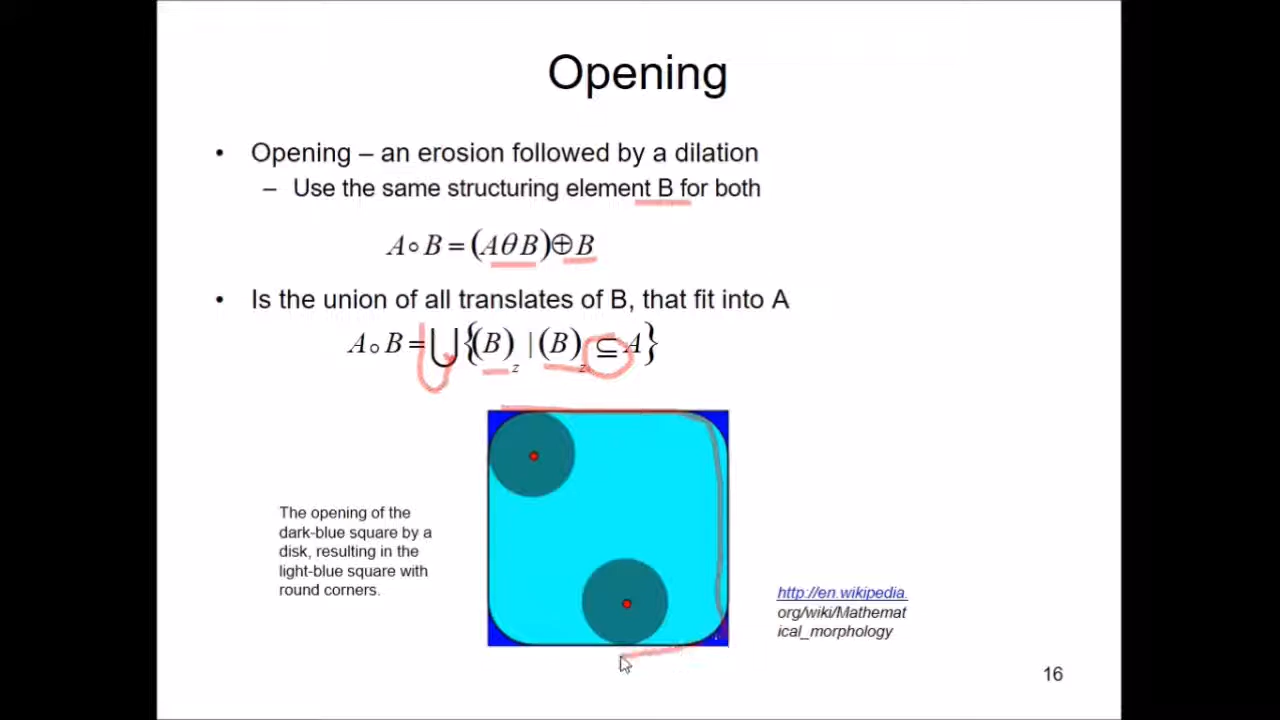 Opening
• Opening – an erosion followed by a dilation
– Use the same structuring element B for both
A∘B = (AθB)⊕B
• Is the union of all translates of B, that fit into A
A∘B = ⋃{(B)z | (B)z ⊆ A}
The opening of the
dark-blue square by a
disk, resulting in the
light-blue square with
round corners.
http://en.wikipedia.
org/wiki/Mathemat
ical_morphology
16